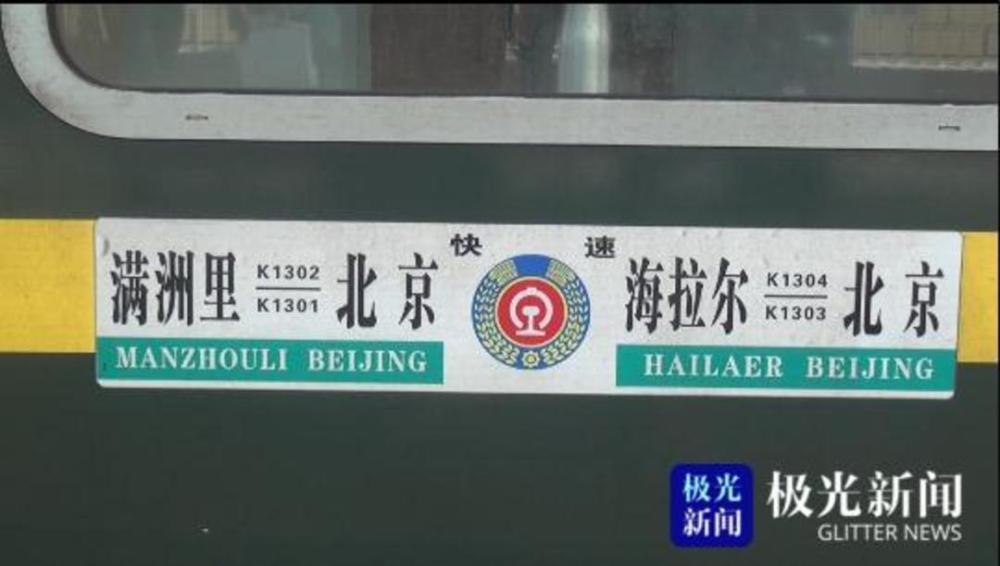 快 速
满洲里 K1302 北京 海拉尔 K1304 北京
K1301 K1303
MANZHOULI BEIJING HAILAER BEIJING
极光 极光新闻
新闻 GLITTER NEWS